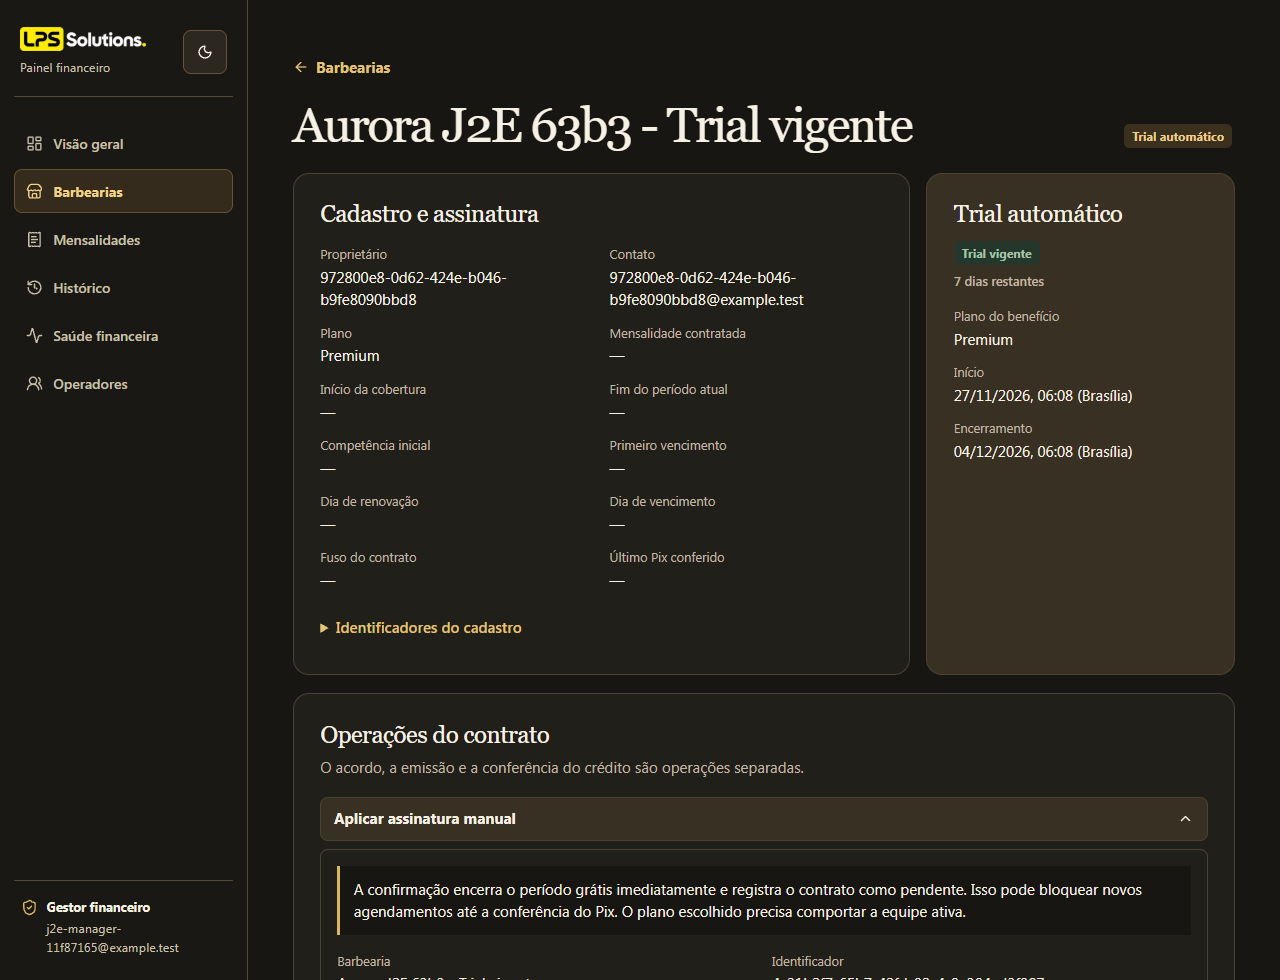 LPS Solutions.
Painel financeiro
Visão geral
Barbearias
Mensalidades
Histórico
Saúde financeira
Operadores
Gestor financeiro
j2e-manager-
11f87165@example.test
← Barbearias
Aurora J2E 63b3 - Trial vigente
Trial automático
Cadastro e assinatura
Proprietário
972800e8-0d62-424e-b046-
b9fe8090bbd8
Contato
972800e8-0d62-424e-b046-
b9fe8090bbd8@example.test
Plano
Premium
Mensalidade contratada
—
Início da cobertura
—
Fim do período atual
—
Competência inicial
—
Primeiro vencimento
—
Dia de renovação
—
Dia de vencimento
—
Fuso do contrato
—
Último Pix conferido
—
Identificadores do cadastro
Trial automático
Trial vigente
7 dias restantes
Plano do benefício
Premium
Início
27/11/2026, 06:08 (Brasília)
Encerramento
04/12/2026, 06:08 (Brasília)
Operações do contrato
O acordo, a emissão e a conferência do crédito são operações separadas.
Aplicar assinatura manual
A confirmação encerra o período grátis imediatamente e registra o contrato como pendente. Isso pode bloquear novos
agendamentos até a conferência do Pix. O plano escolhido precisa comportar a equipe ativa.
Barbearia
Identificador